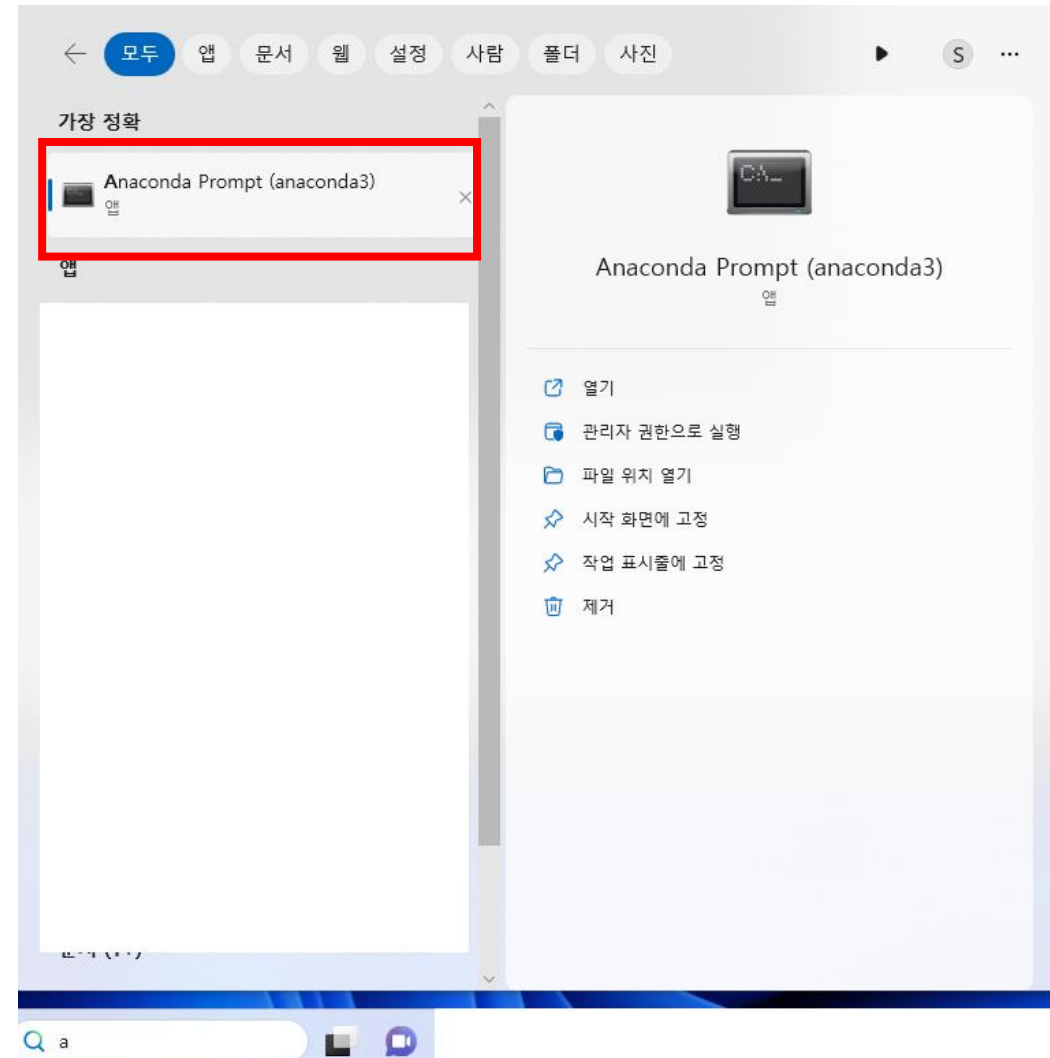 모두 앱 문서 웹 설정 사람 폴더 사진 S ...
가장 정확
Anaconda Prompt (anaconda3)
앱
앱
C:\_
Anaconda Prompt (anaconda3)
앱
열기
관리자 권한으로 실행
파일 위치 열기
시작 화면에 고정
작업 표시줄에 고정
제거
a